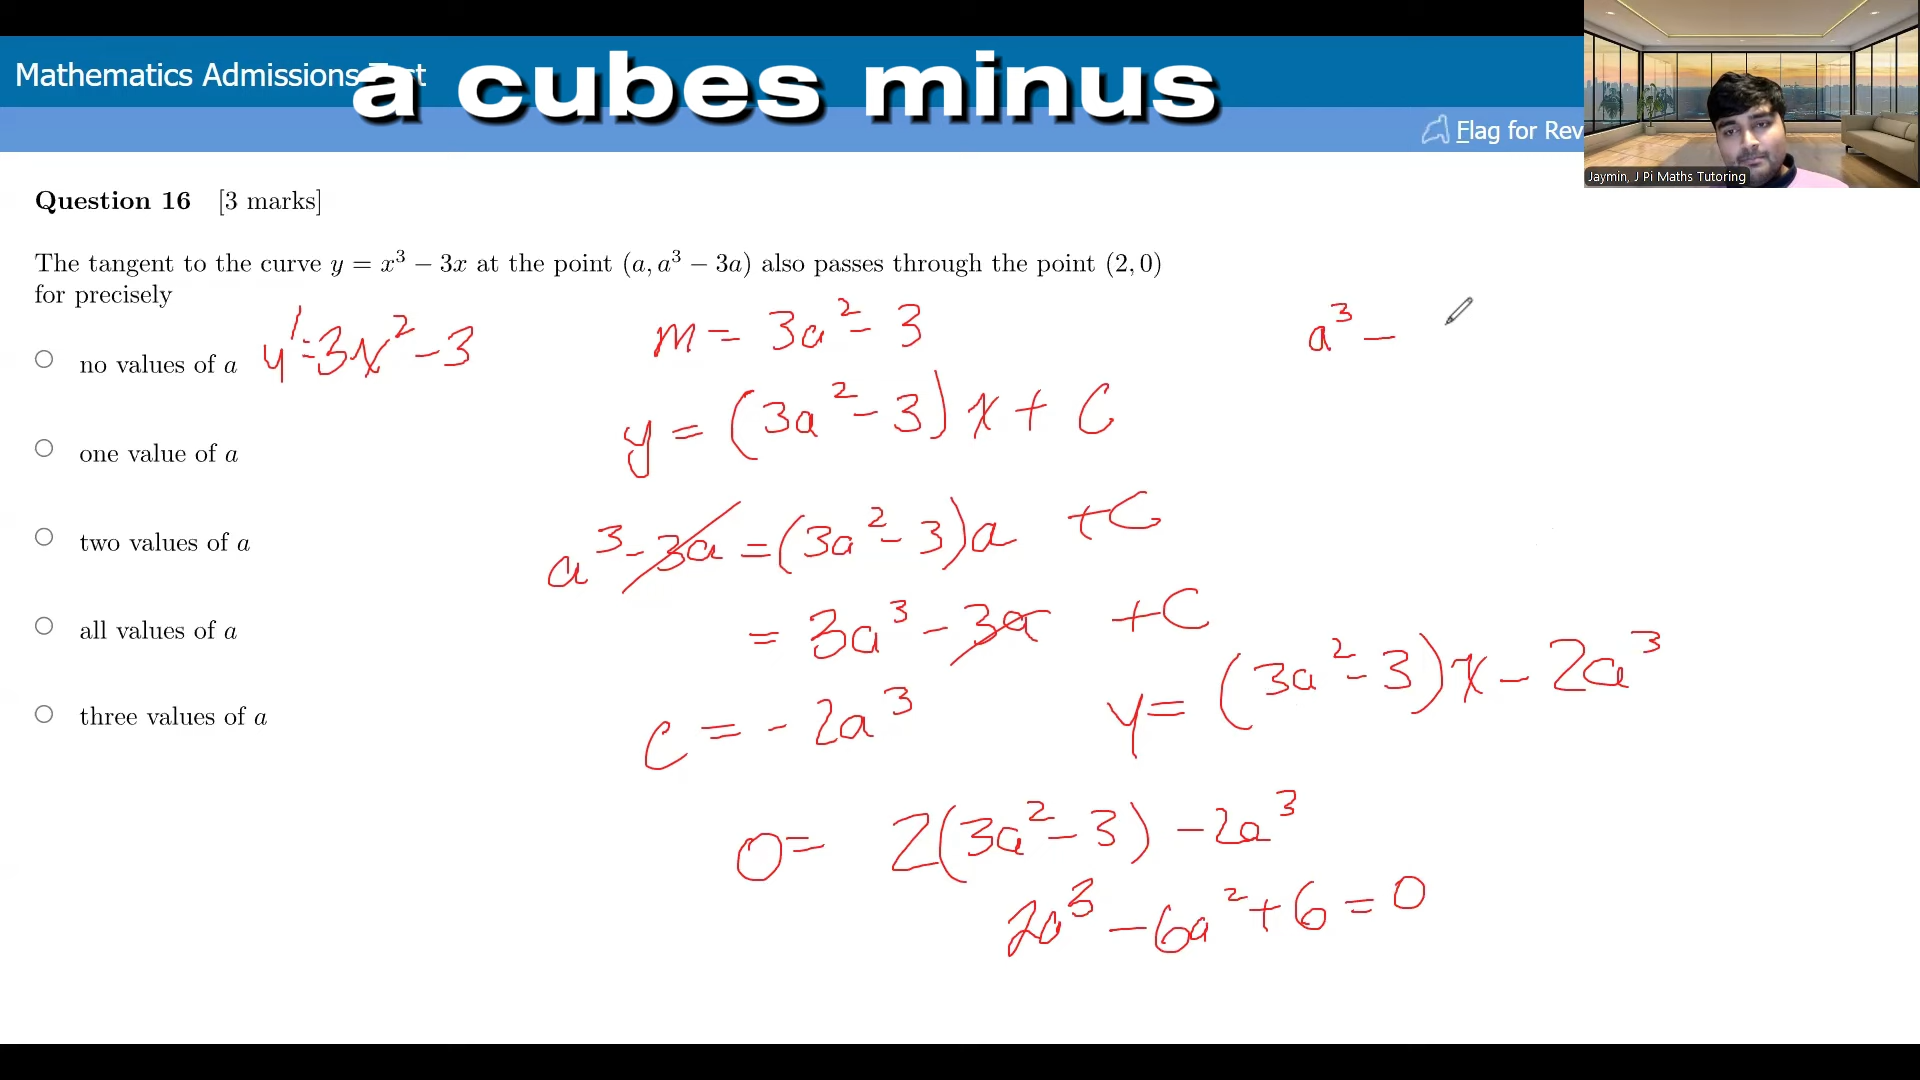 Mathematics Admissions
a cubes minus
Flag for Rev
Jaymin, J Pi Maths Tutoring
Question 16 [3 marks]
The tangent to the curve y = x³ − 3x at the point (a, a³ − 3a) also passes through the point (2, 0)
for precisely
no values of a
one value of a
two values of a
all values of a
three values of a
y' = 3x² − 3
m = 3a² − 3
y = (3a² − 3)x + C
a³ − 3a = (3a² − 3)a + C
= 3a³ − 3a + C
C = −2a³
y = (3a² − 3)x − 2a³
0 = 2(3a² − 3) − 2a³
2a³ − 6a² + 6 = 0
a³ −